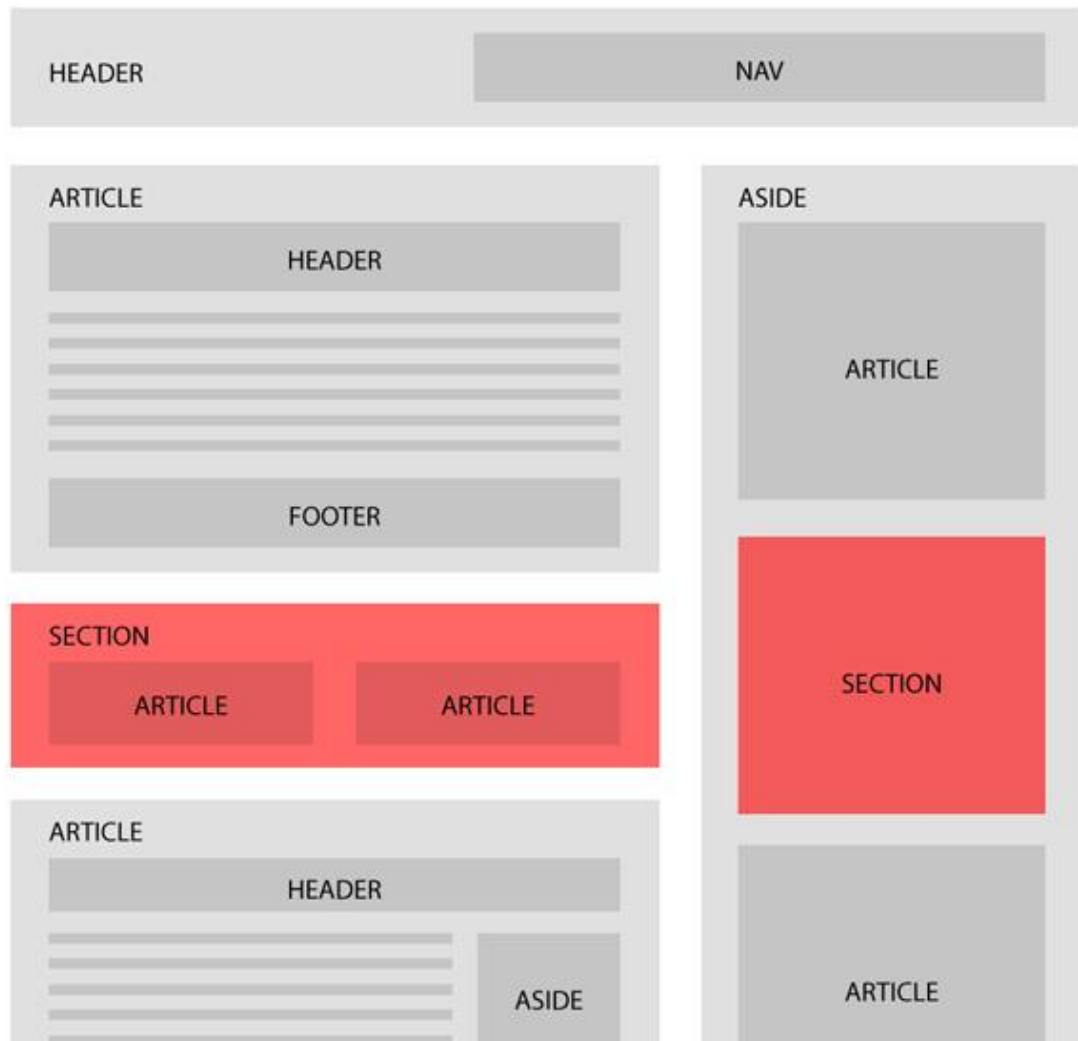 HEADER
NAV
ARTICLE
HEADER
FOOTER
SECTION
ARTICLE ARTICLE
ARTICLE
HEADER
ASIDE
ASIDE
ARTICLE
SECTION
ARTICLE